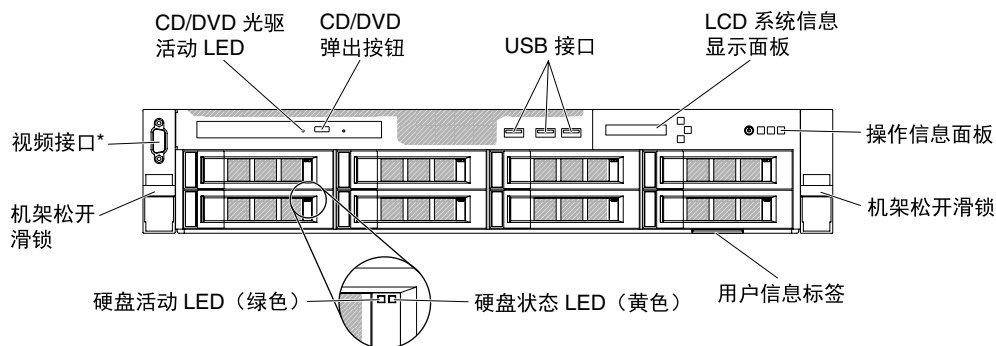 CD/DVD 光驱
活动 LED
CD/DVD
弹出按钮
USB 接口
LCD 系统信息
显示面板
视频接口*
操作信息面板
机架松开
滑锁
机架松开滑锁
硬盘活动 LED（绿色）
硬盘状态 LED（黄色）
用户信息标签